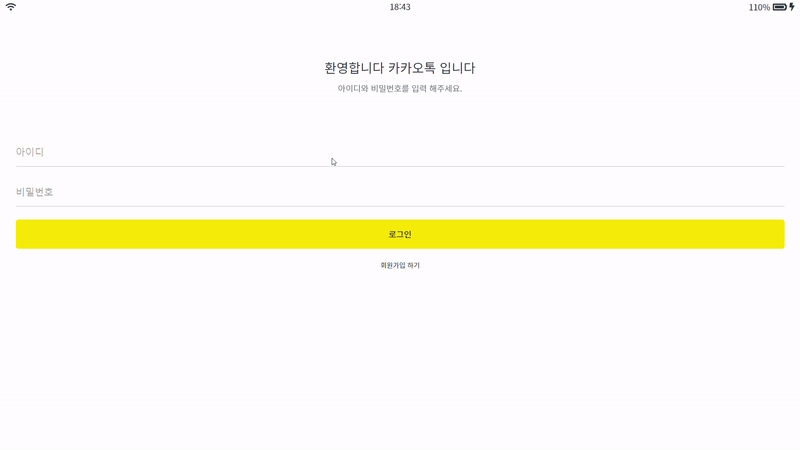 18:43
110%
환영합니다 카카오톡 입니다
아이디와 비밀번호를 입력 해주세요.
아이디
비밀번호
로그인
회원가입 하기